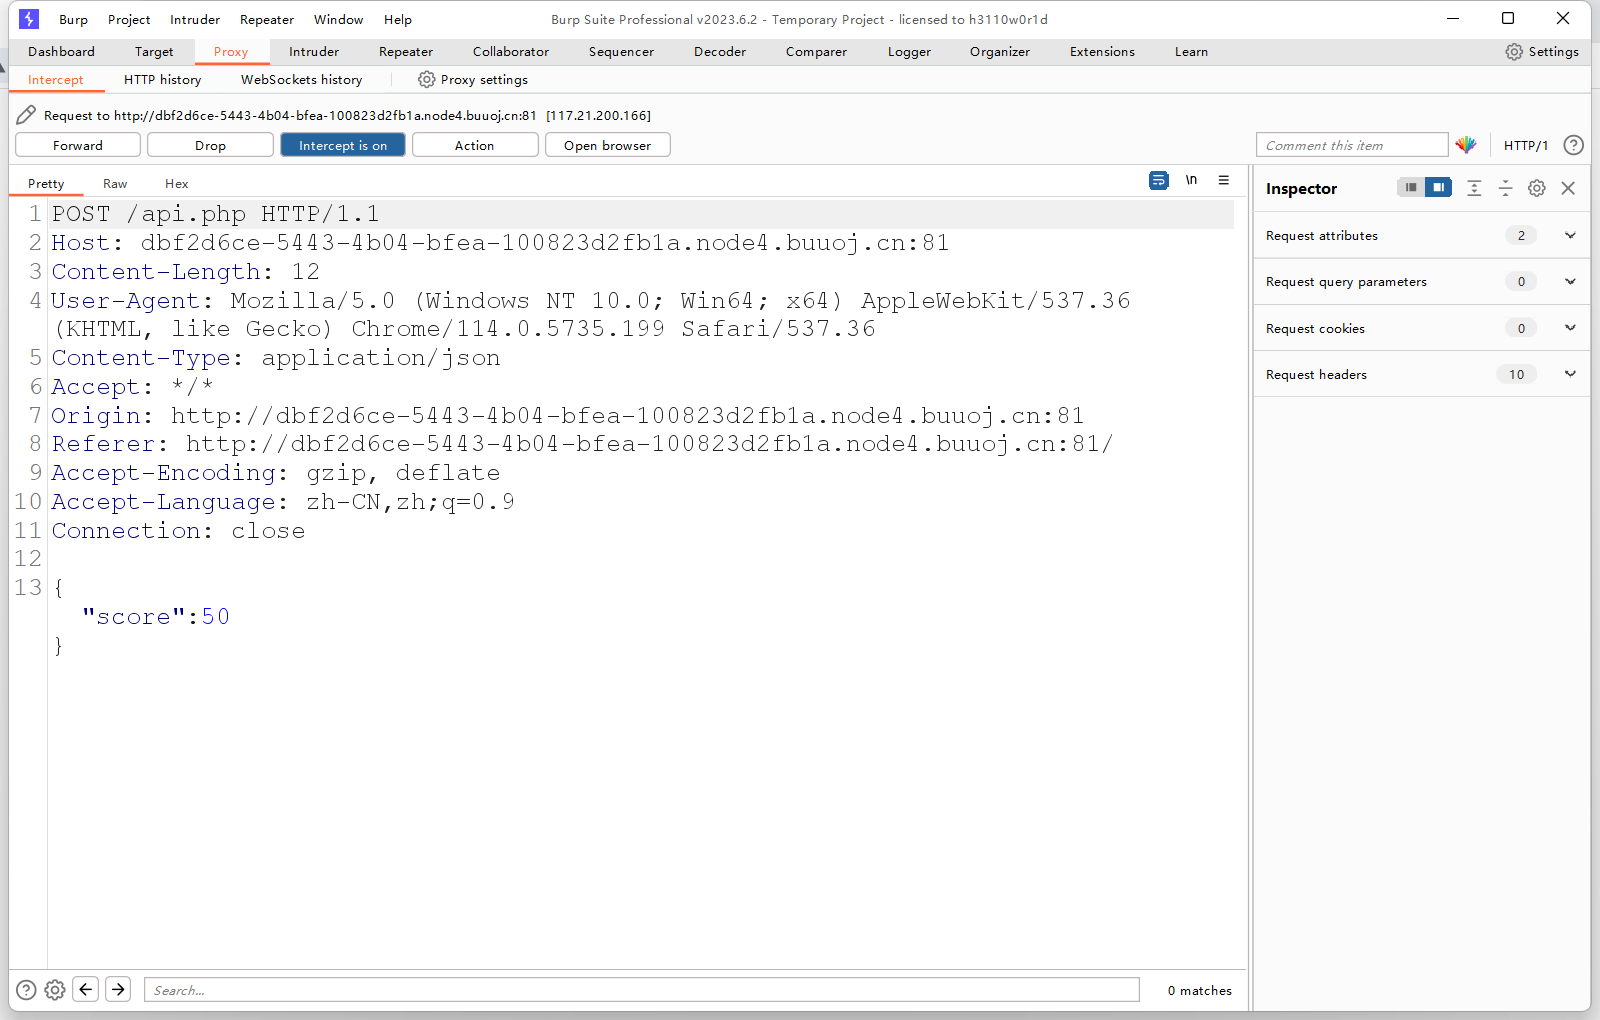 Burp Project Intruder Repeater Window Help Burp Suite Professional v2023.6.2 - Temporary Project - licensed to h3110w0r1d
Dashboard Target Proxy Intruder Repeater Collaborator Sequencer Decoder Comparer Logger Organizer Extensions Learn Settings
Intercept HTTP history WebSockets history Proxy settings
Request to http://dbf2d6ce-5443-4b04-bfea-100823d2fb1a.node4.buuoj.cn:81 [117.21.200.166]
Forward Drop Intercept is on Action Open browser Comment this item HTTP/1 ?
Pretty Raw Hex \n
Inspector
1 POST /api.php HTTP/1.1
2 Host: dbf2d6ce-5443-4b04-bfea-100823d2fb1a.node4.buuoj.cn:81
3 Content-Length: 12
4 User-Agent: Mozilla/5.0 (Windows NT 10.0; Win64; x64) AppleWebKit/537.36
(KHTML, like Gecko) Chrome/114.0.5735.199 Safari/537.36
5 Content-Type: application/json
6 Accept: */*
7 Origin: http://dbf2d6ce-5443-4b04-bfea-100823d2fb1a.node4.buuoj.cn:81
8 Referer: http://dbf2d6ce-5443-4b04-bfea-100823d2fb1a.node4.buuoj.cn:81/
9 Accept-Encoding: gzip, deflate
10 Accept-Language: zh-CN,zh;q=0.9
11 Connection: close
12
13 {
"score":50
}
Request attributes 2
Request query parameters 0
Request cookies 0
Request headers 10
? Search... 0 matches